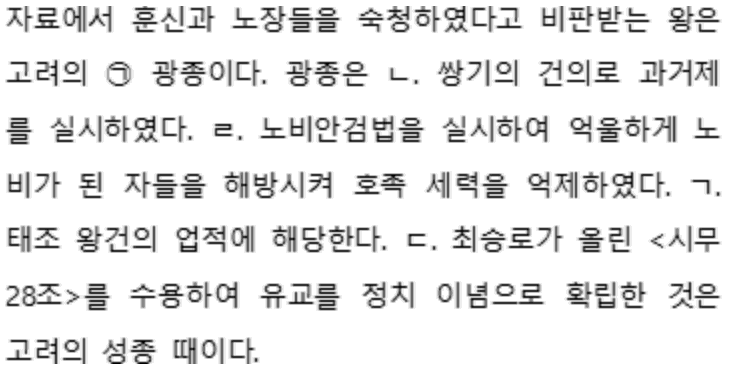 자료에서 훈신과 노장들을 숙청하였다고 비판받는 왕은
고려의 ㉠ 광종이다. 광종은 ㄴ. 쌍기의 건의로 과거제
를 실시하였다. ㄹ. 노비안검법을 실시하여 억울하게 노
비가 된 자들을 해방시켜 호족 세력을 억제하였다. ㄱ.
태조 왕건의 업적에 해당한다. ㄷ. 최승로가 올린 <시무
28조>를 수용하여 유교를 정치 이념으로 확립한 것은
고려의 성종 때이다.